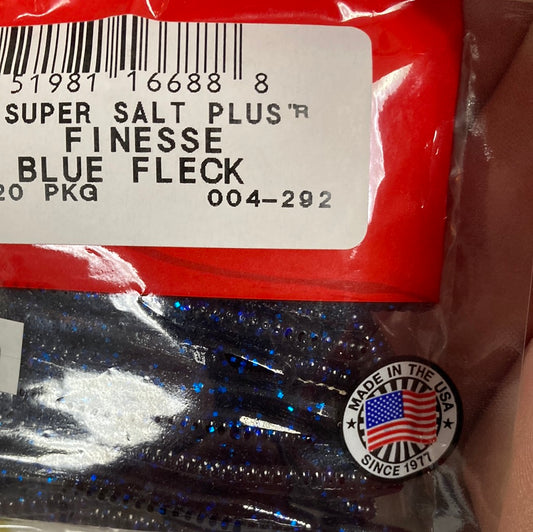 51981 16688 8
SUPER SALT PLUS"R
FINESSE
BLUE FLECK
20 PKG 004-292
MADE IN THE USA
SINCE 1977